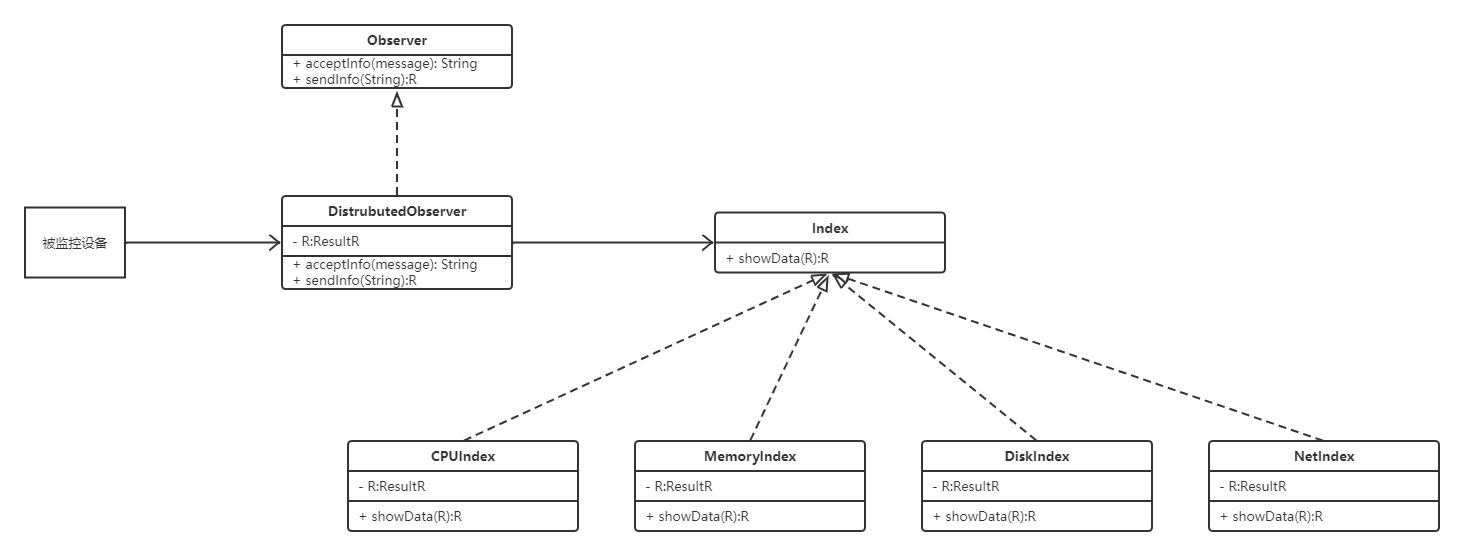 Observer
+ acceptInfo(message): String
+ sendInfo(String):R
被监控设备
DistrubutedObserver
- R:ResultR
+ acceptInfo(message): String
+ sendInfo(String):R
Index
+ showData(R):R
CPUIndex
- R:ResultR
+ showData(R):R
MemoryIndex
- R:ResultR
+ showData(R):R
DiskIndex
- R:ResultR
+ showData(R):R
NetIndex
- R:ResultR
+ showData(R):R